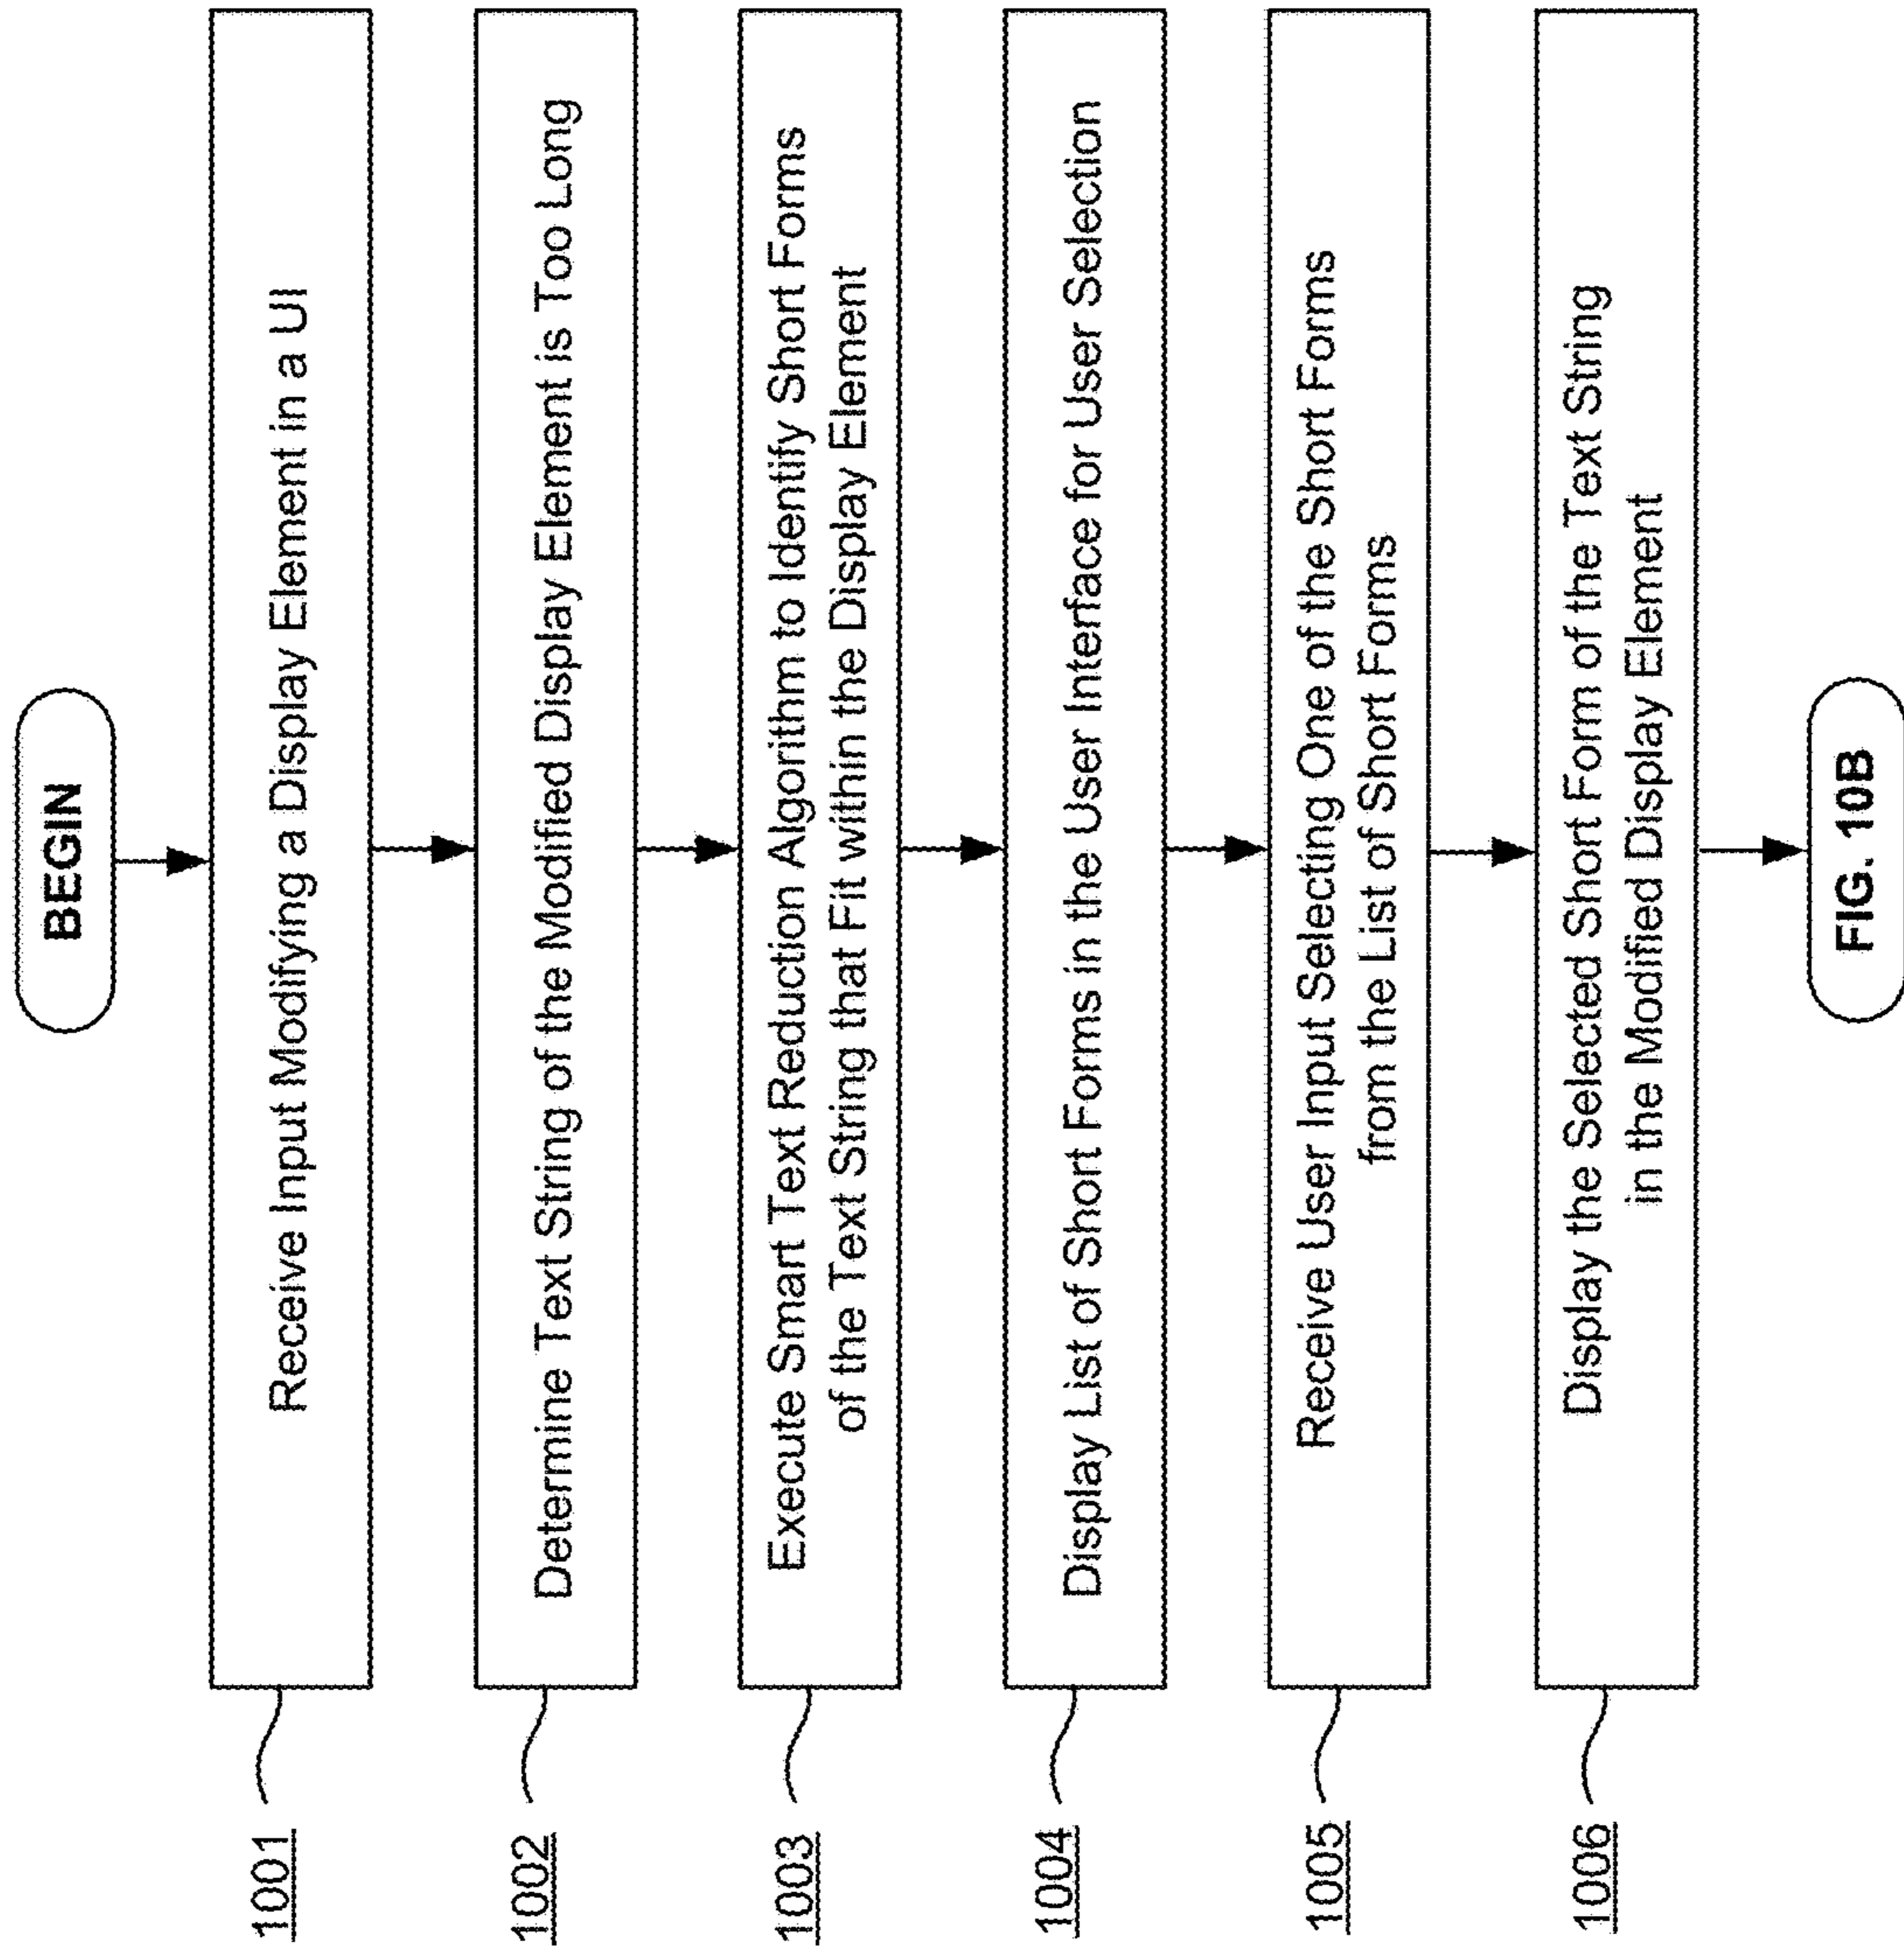 BEGIN
1001
Receive Input Modifying a Display Element in a UI
1002
Determine Text String of the Modified Display Element is Too Long
1003
Execute Smart Text Reduction Algorithm to Identify Short Forms
of the Text String that Fit within the Display Element
1004
Display List of Short Forms in the User Interface for User Selection
1005
Receive User Input Selecting One of the Short Forms
from the List of Short Forms
1006
Display the Selected Short Form of the Text String
in the Modified Display Element
FIG. 10B